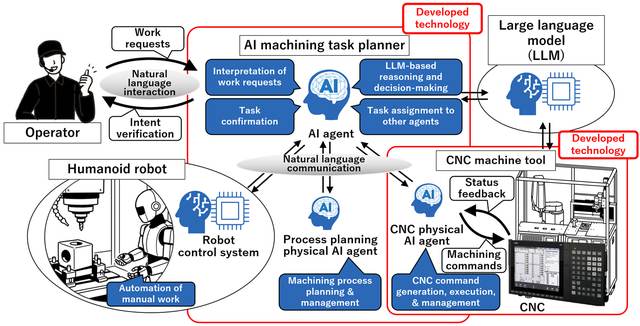 Developed
technology
Work
requests
AI machining task planner
Large language
model
(LLM)
Interpretation of
work requests
LLM-based
reasoning and
decision-making
AI
Natural
language
interaction
Task
confirmation
Task assignment to
other agents
Operator
Intent
verification
AI agent
Developed
technology
Natural language
communication
Humanoid robot
CNC machine tool
Status
feedback
AI
AI
Robot
control system
Process planning
physical AI agent
CNC physical
AI agent
Machining
commands
Automation of
manual work
Machining process
planning &
management
CNC command
generation, execution,
& management
CNC